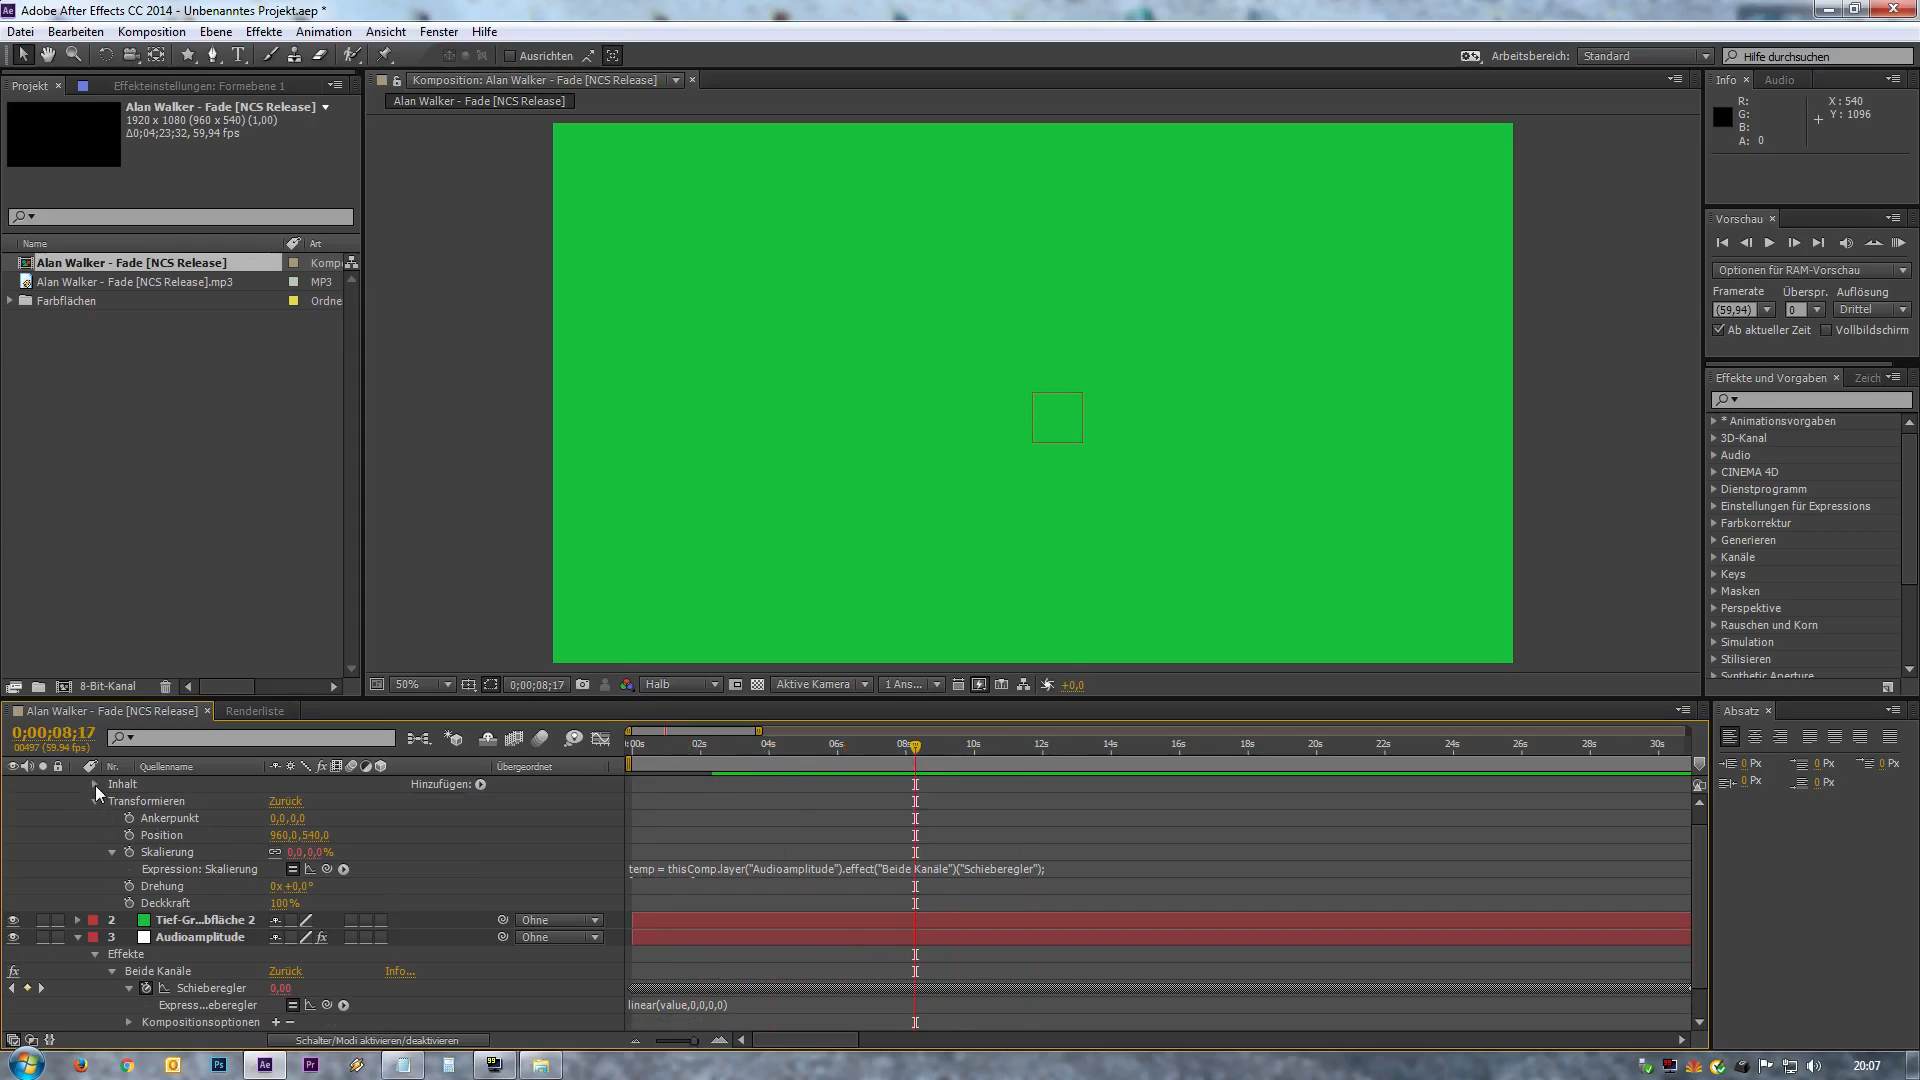 Adobe After Effects CC 2014 - Unbenanntes Projekt.aep *
Datei Bearbeiten Komposition Ebene Effekte Animation Ansicht Fenster Hilfe
Ausrichten
Arbeitsbereich: Standard Hilfe durchsuchen
Projekt × Effekteinstellungen: Formebene 1
Komposition: Alan Walker - Fade [NCS Release] ×
Info × Audio
Alan Walker - Fade [NCS Release]
1920 x 1080 (960 x 540) (1,00)
Δ0;04;23;32, 59,94 fps
Alan Walker - Fade [NCS Release]
R:
G:
B:
A: 0
X: 540
Y: 1096
Vorschau ×
Name Art
Alan Walker - Fade [NCS Release] Komp
Alan Walker - Fade [NCS Release].mp3 MP3
Farbflächen Ordne
Optionen für RAM-Vorschau
Framerate Überspr. Auflösung
(59,94) 0 Drittel
Ab aktueller Zeit Vollbildschirm
Effekte und Vorgaben × Zeich
* Animationsvorgaben
3D-Kanal
Audio
CINEMA 4D
Dienstprogramm
Einstellungen für Expressions
Farbkorrektur
Generieren
Kanäle
Keys
Masken
Perspektive
Rauschen und Korn
Simulation
Stilisieren
Synthetic Aperture
8-Bit-Kanal
50% 0;00;08;17 Halb Aktive Kamera 1 Ans... +0,0
Alan Walker - Fade [NCS Release] × Renderliste
Absatz ×
0;00;08;17
00497 (59.94 fps)
:00s 02s 04s 06s 08s 10s 12s 14s 16s 18s 20s 22s 24s 26s 28s 30s
Nr. Quellenname fx Übergeordnet
0 Px 0 Px 0 Px
0 Px 0 Px
Inhalt Hinzufügen:
Transformieren Zurück
Ankerpunkt 0,0,0,0
Position 960,0,540,0
Skalierung 0,0,0,0%
Expression: Skalierung temp = thisComp.layer("Audioamplitude").effect("Beide Kanäle")("Schieberegler");
Drehung 0x+0,0°
Deckkraft 100%
2 Tief-Gr...bfläche 2 Ohne
3 Audioamplitude fx Ohne
Effekte
fx Beide Kanäle Zurück Info...
Schieberegler 0,00
Express...eberegler linear(value,0,0,0,0)
Kompositionsoptionen + −
Schalter/Modi aktivieren/deaktivieren
Ps Ae Pr 99 20:07